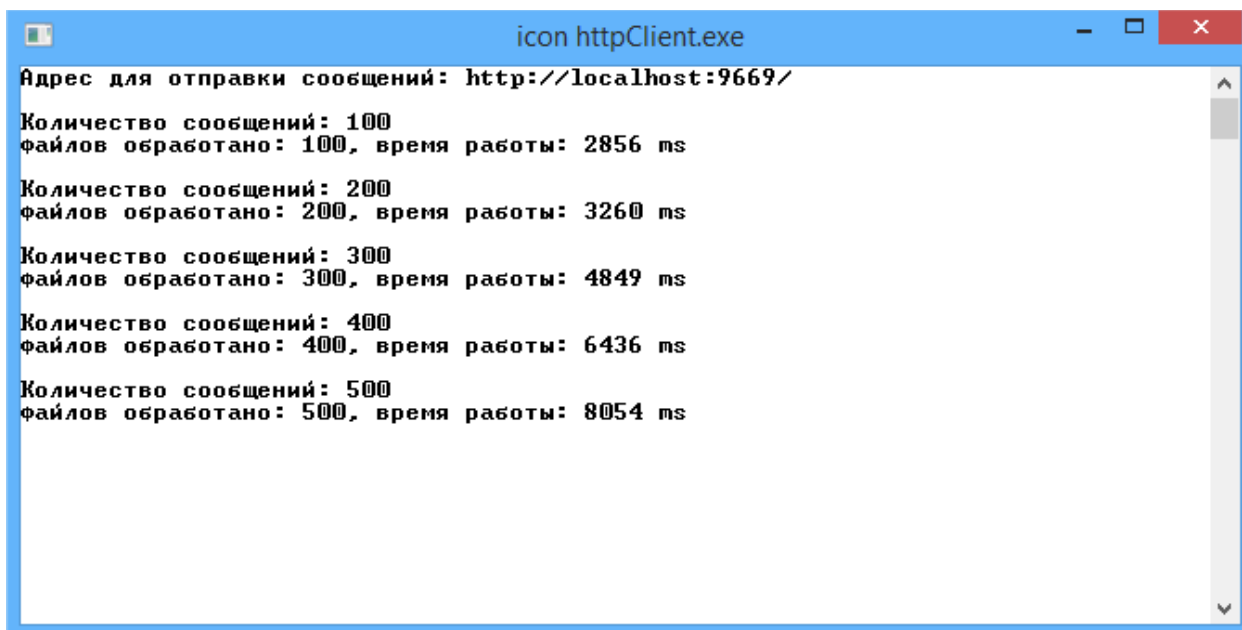 icon httpClient.exe
Адрес для отправки сообщений: http://localhost:9669/
Количество сообщений: 100
файлов обработано: 100, время работы: 2856 ms
Количество сообщений: 200
файлов обработано: 200, время работы: 3260 ms
Количество сообщений: 300
файлов обработано: 300, время работы: 4849 ms
Количество сообщений: 400
файлов обработано: 400, время работы: 6436 ms
Количество сообщений: 500
файлов обработано: 500, время работы: 8054 ms